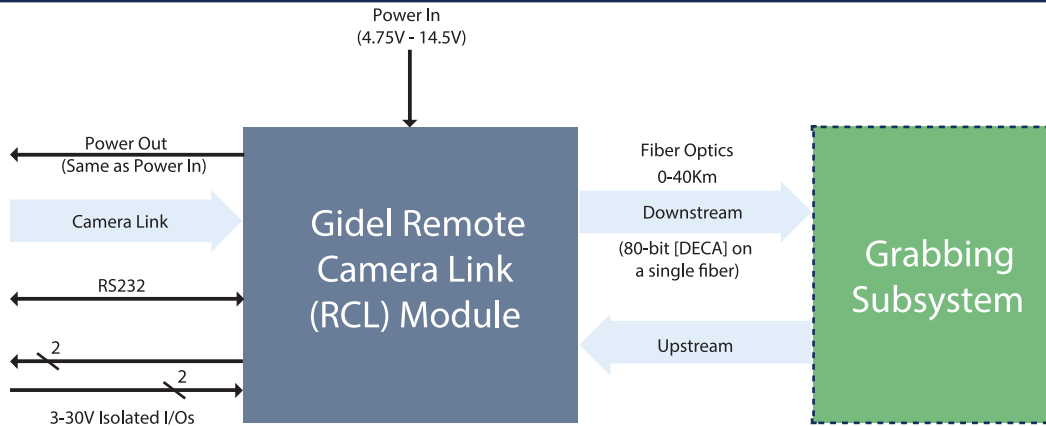 Power In
(4.75V - 14.5V)
Power Out
(Same as Power In)
Camera Link
RS232
2
2
3-30V Isolated I/Os
Gidel Remote
Camera Link
(RCL) Module
Fiber Optics
0-40Km
Downstream
(80-bit [DECA] on
a single fiber)
Upstream
Grabbing
Subsystem